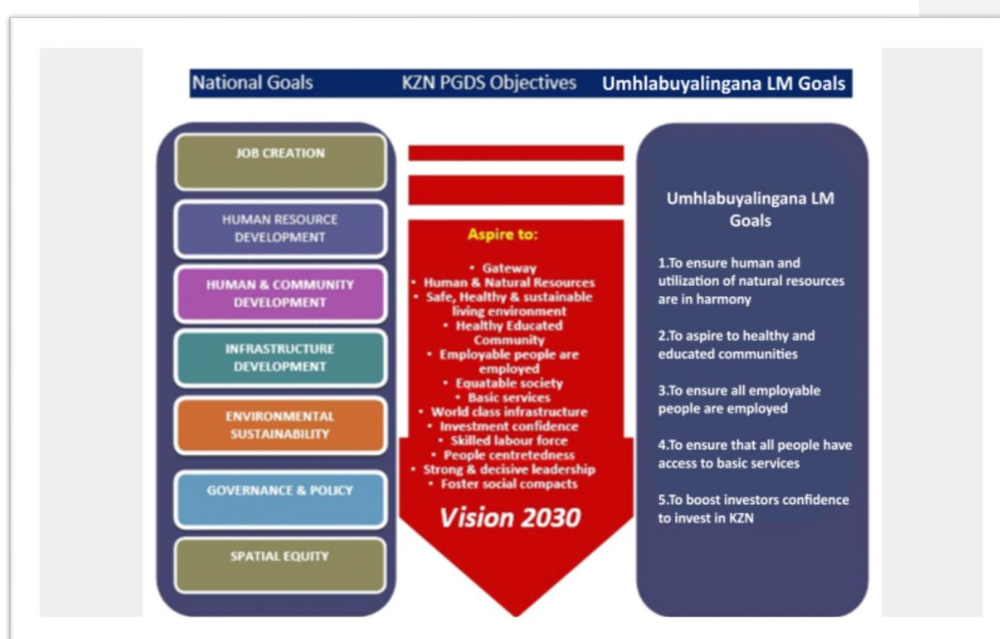 National Goals
KZN PGDS Objectives
Umhlabuyalingana LM Goals
JOB CREATION
HUMAN RESOURCE
DEVELOPMENT
HUMAN & COMMUNITY
DEVELOPMENT
INFRASTRUCTURE
DEVELOPMENT
ENVIRONMENTAL
SUSTAINABILITY
GOVERNANCE & POLICY
SPATIAL EQUITY
Aspire to:
• Gateway
• Human & Natural Resources
• Safe, Healthy & sustainable
living environment
• Healthy Educated
Community
• Employable people are
employed
• Equatable society
• Basic services
• World class infrastructure
• Investment confidence
• Skilled labour force
• People centretedness
• Strong & decisive leadership
• Foster social compacts
Vision 2030
Umhlabuyalingana LM
Goals
1.To ensure human and
utilization of natural resources
are in harmony
2.To aspire to healthy and
educated communities
3.To ensure all employable
people are employed
4.To ensure that all people have
access to basic services
5.To boost investors confidence
to invest in KZN